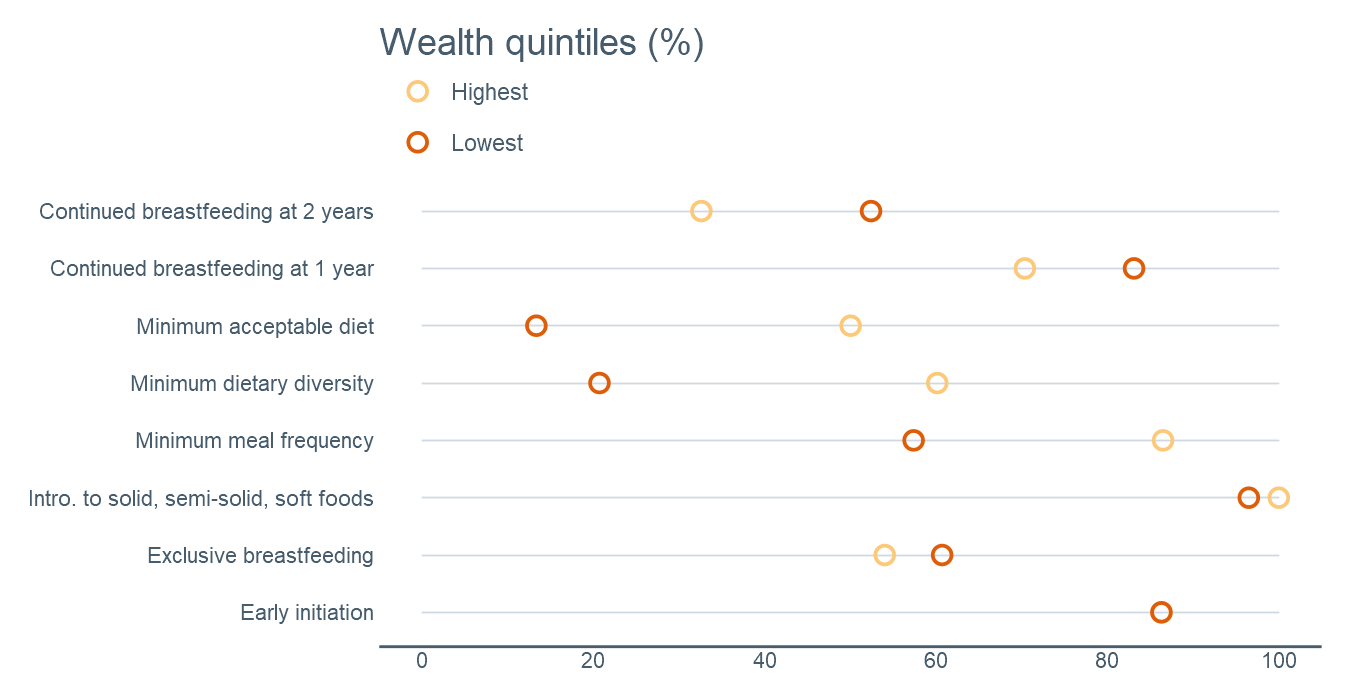 Wealth quintiles (%)
Highest
Lowest
Continued breastfeeding at 2 years
Continued breastfeeding at 1 year
Minimum acceptable diet
Minimum dietary diversity
Minimum meal frequency
Intro. to solid, semi-solid, soft foods
Exclusive breastfeeding
Early initiation
0 20 40 60 80 100